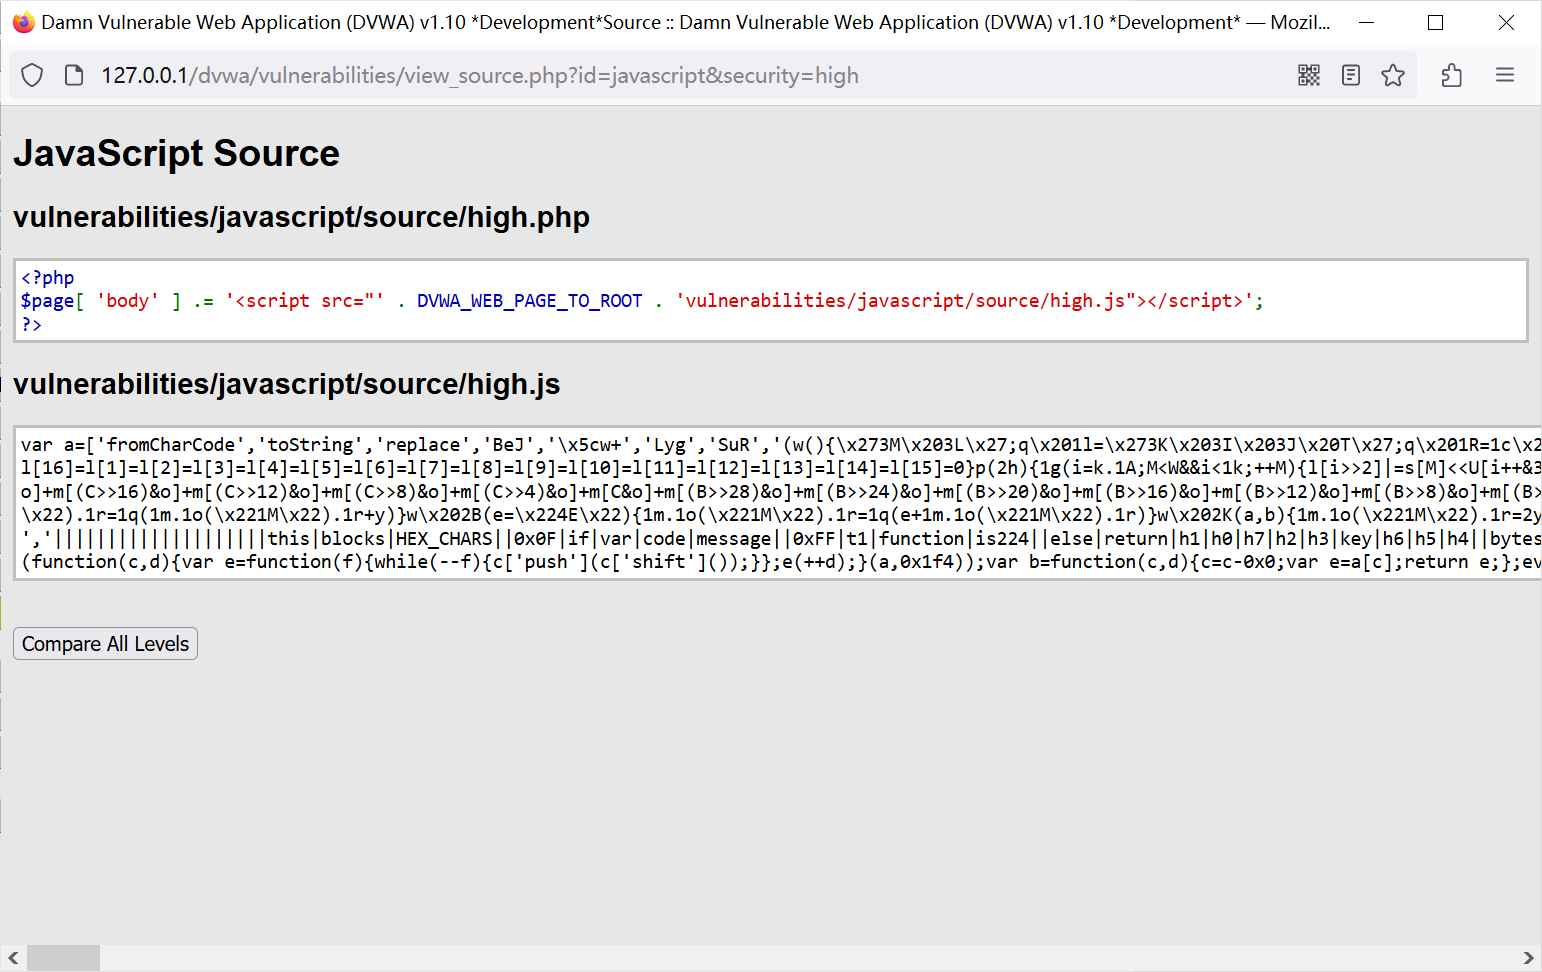 Damn Vulnerable Web Application (DVWA) v1.10 *Development*Source :: Damn Vulnerable Web Application (DVWA) v1.10 *Development* — Mozil...
127.0.0.1/dvwa/vulnerabilities/view_source.php?id=javascript&security=high
JavaScript Source
vulnerabilities/javascript/source/high.php
<?php
$page[ 'body' ] .= '<script src="' . DVWA_WEB_PAGE_TO_ROOT . 'vulnerabilities/javascript/source/high.js"></script>';
?>
vulnerabilities/javascript/source/high.js
var a=['fromCharCode','toString','replace','BeJ','\x5cw+','Lyg','SuR','(w(){\x273M\x203L\x27;q\x201l=\x273K\x203I\x203J\x20T\x27;q\x201R=1c\x2
l[16]=l[1]=l[2]=l[3]=l[4]=l[5]=l[6]=l[7]=l[8]=l[9]=l[10]=l[11]=l[12]=l[13]=l[14]=l[15]=0}p(2h){1g(i=k.1A;M<W&&i<1k;++M){l[i>>2]|=s[M]<<U[i++&3
o]+m[(C>>16)&o]+m[(C>>12)&o]+m[(C>>8)&o]+m[(C>>4)&o]+m[C&o]+m[(B>>28)&o]+m[(B>>24)&o]+m[(B>>20)&o]+m[(B>>16)&o]+m[(B>>12)&o]+m[(B>>8)&o]+m[(B>
\x22).1r=1q(1m.1o(\x221M\x22).1r+y)}w\x202B(e=\x224E\x22){1m.1o(\x221M\x22).1r=1q(e+1m.1o(\x221M\x22).1r)}w\x202K(a,b){1m.1o(\x221M\x22).1r=2y
','||||||||||||||||||||this|blocks|HEX_CHARS||0x0F|if|var|code|message||0xFF|t1|function|is224||else|return|h1|h0|h7|h2|h3|key|h6|h5|h4||bytes
(function(c,d){var e=function(f){while(--f){c['push'](c['shift']());}};e(++d);}(a,0x1f4));var b=function(c,d){c=c-0x0;var e=a[c];return e;};ev
Compare All Levels